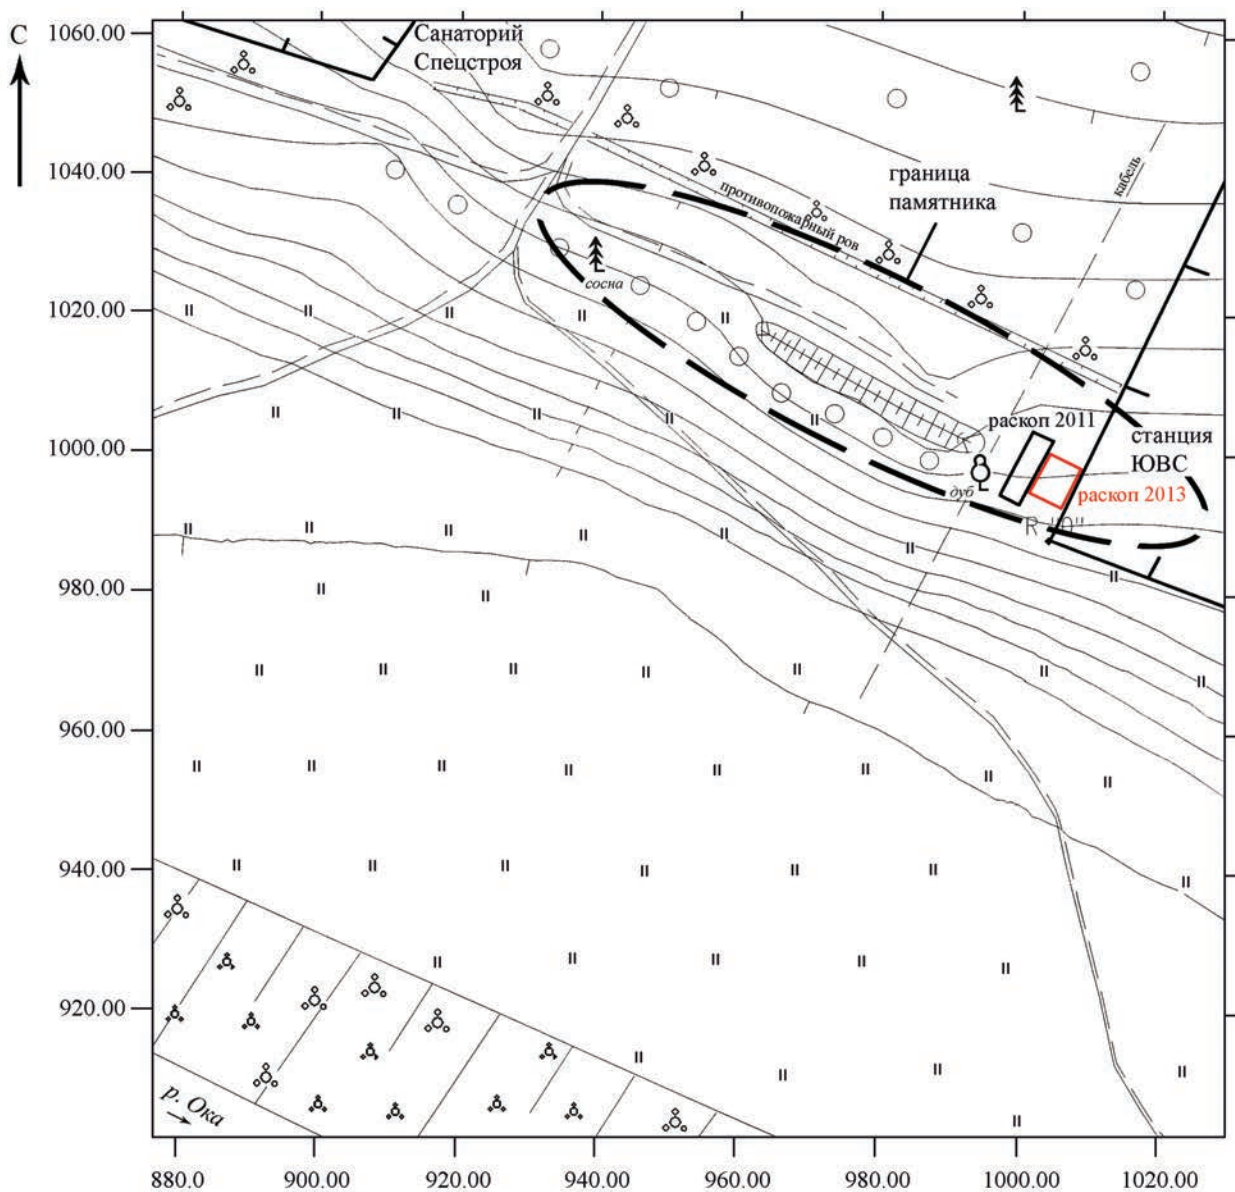 С
1060.00
1040.00
1020.00
1000.00
980.00
960.00
940.00
920.00
Санаторий
Спецстроя
кабель
граница
памятника
противопожарный ров
сосна
раскоп 2011
станция
ЮВС
раскоп 2013
дуб
R "0"
р. Ока
880.0
900.00
920.00
940.00
960.00
980.00
1000.00
1020.00